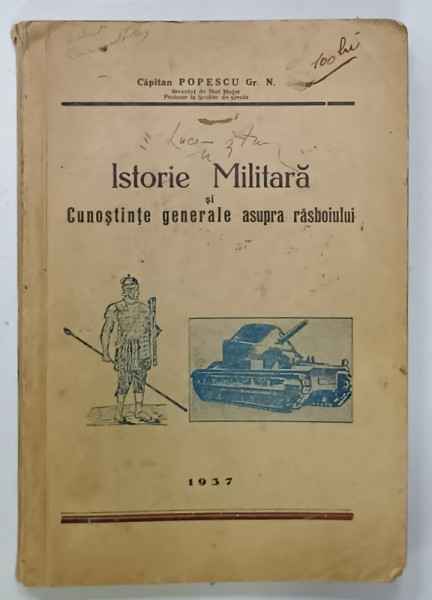 100 lei
Căpitan POPESCU Gr. N.
Brevetat de Stat Major
Profesor la Școlile de Geniu
Istorie Militară
și
Cunoștințe generale asupra răsboiului
1937